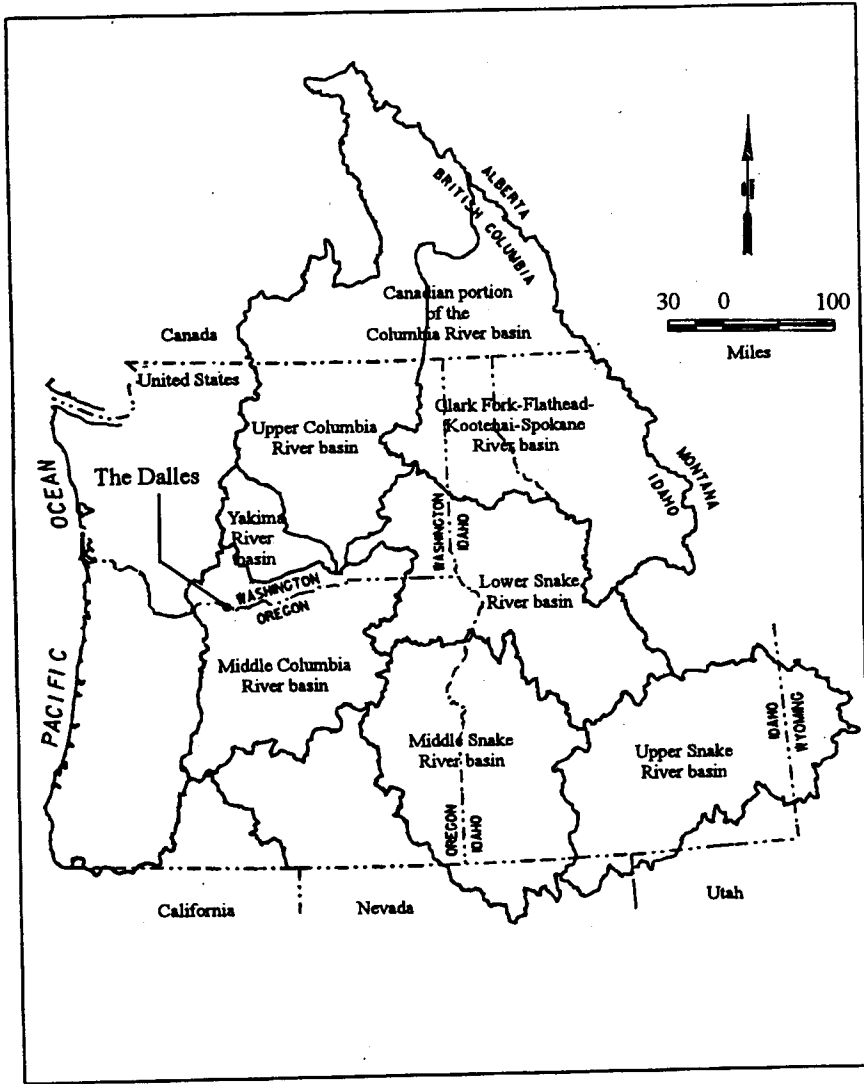 ALBERTA
BRITISH COLUMBIA
Canadian portion
of the
Columbia River basin
30 0 100
Miles
Canada
United States
Clark Fork-Flathead-
Kootenai-Spokane
River basin
Upper Columbia
River basin
MONTANA
IDAHO
The Dalles
PACIFIC OCEAN
Yakima
River
basin
WASHINGTON
IDAHO
WASHINGTON
OREGON
Lower Snake
River basin
Middle Columbia
River basin
Middle Snake
River basin
Upper Snake
River basin
IDAHO
WYOMING
OREGON
IDAHO
California
Nevada
Utah